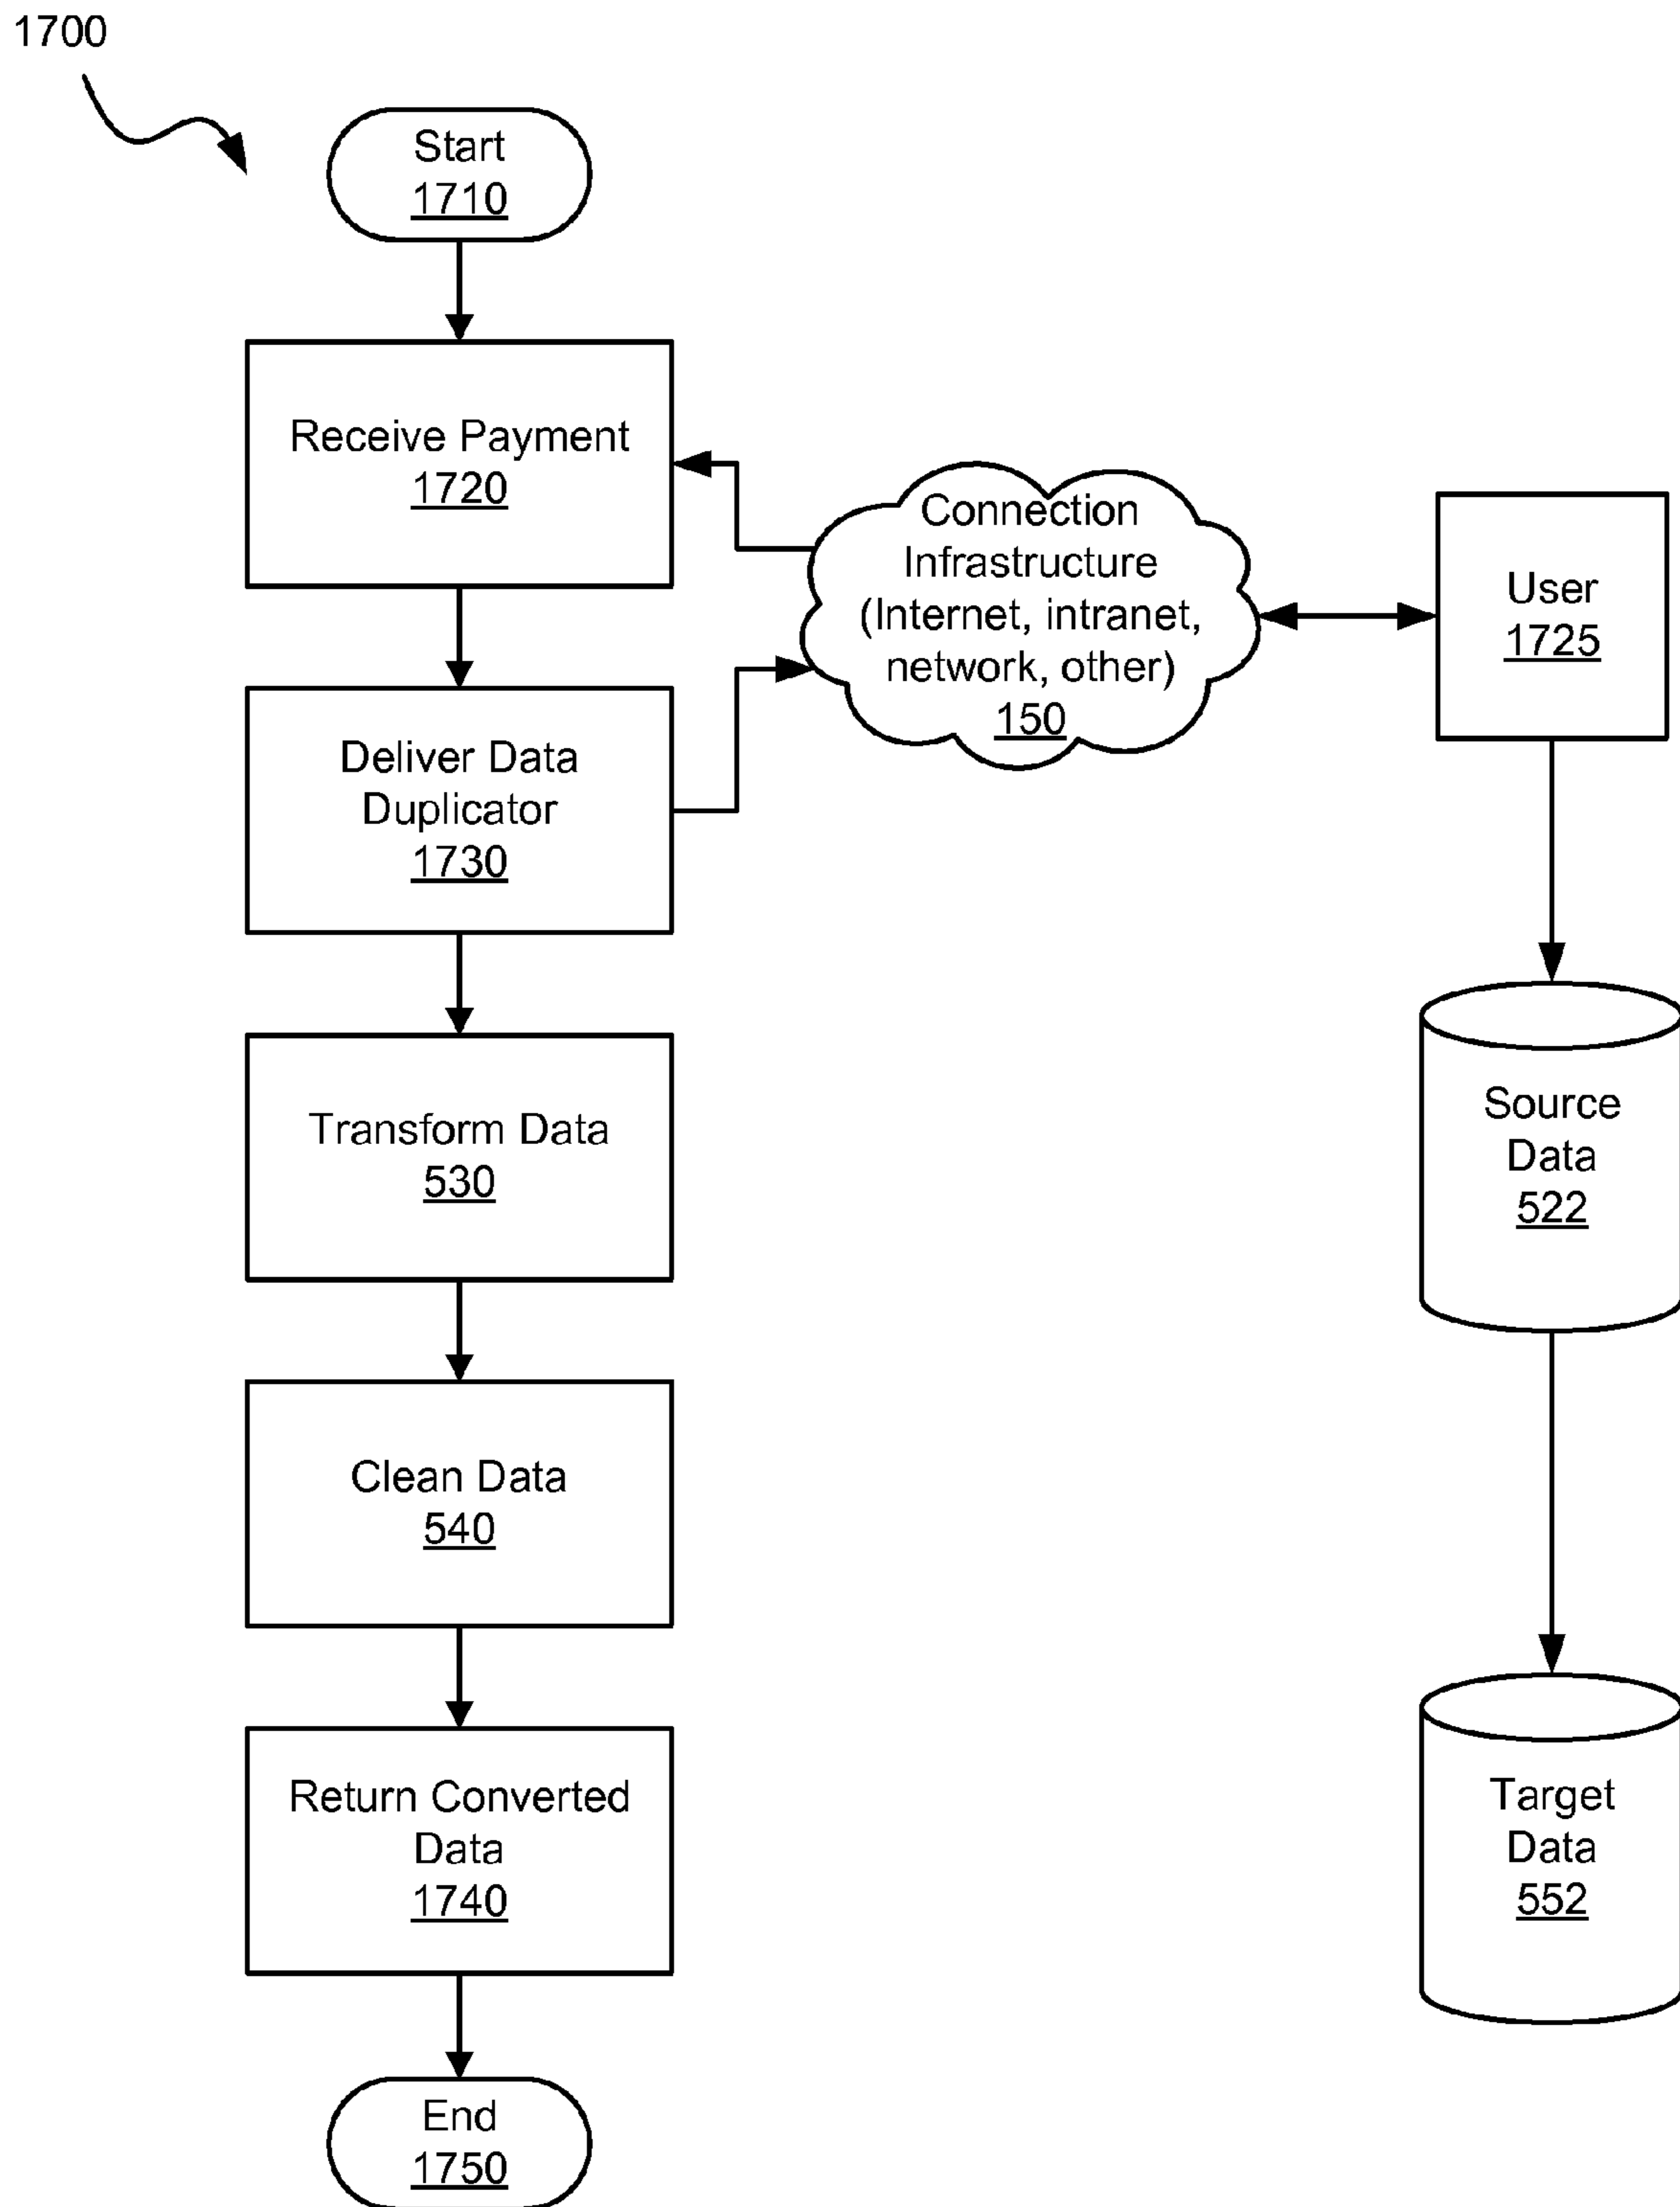 1700
Start
1710
Receive Payment
1720
Connection
Infrastructure
(Internet, intranet,
network, other)
150
User
1725
Deliver Data
Duplicator
1730
Transform Data
530
Source
Data
522
Clean Data
540
Return Converted
Data
1740
Target
Data
552
End
1750